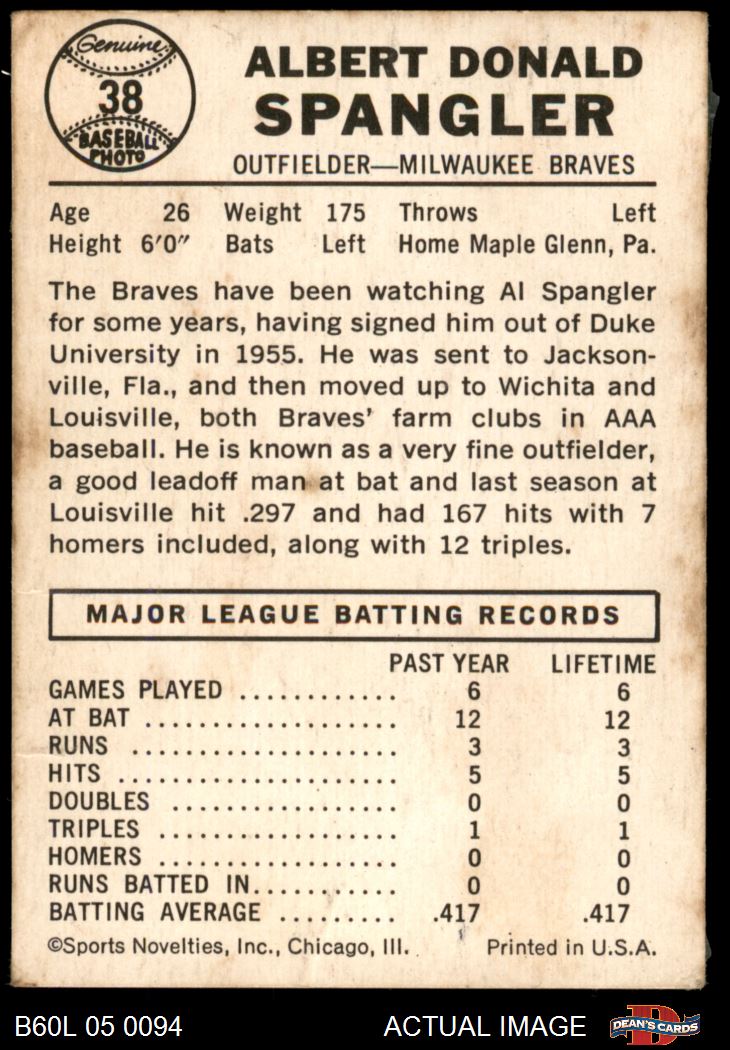 Genuine
38
BASEBALL
PHOTO
ALBERT DONALD
SPANGLER
OUTFIELDER—MILWAUKEE BRAVES
Age 26 Weight 175 Throws Left
Height 6'0" Bats Left Home Maple Glenn, Pa.
The Braves have been watching Al Spangler
for some years, having signed him out of Duke
University in 1955. He was sent to Jackson-
ville, Fla., and then moved up to Wichita and
Louisville, both Braves' farm clubs in AAA
baseball. He is known as a very fine outfielder,
a good leadoff man at bat and last season at
Louisville hit .297 and had 167 hits with 7
homers included, along with 12 triples.
MAJOR LEAGUE BATTING RECORDS
PAST YEAR LIFETIME
GAMES PLAYED ............ 6 6
AT BAT ................... 12 12
RUNS .................... 3 3
HITS ..................... 5 5
DOUBLES ................. 0 0
TRIPLES .................. 1 1
HOMERS .................. 0 0
RUNS BATTED IN........... 0 0
BATTING AVERAGE ......... .417 .417
©Sports Novelties, Inc., Chicago, Ill. Printed in U.S.A.
B60L 05 0094 ACTUAL IMAGE DEAN'S CARDS